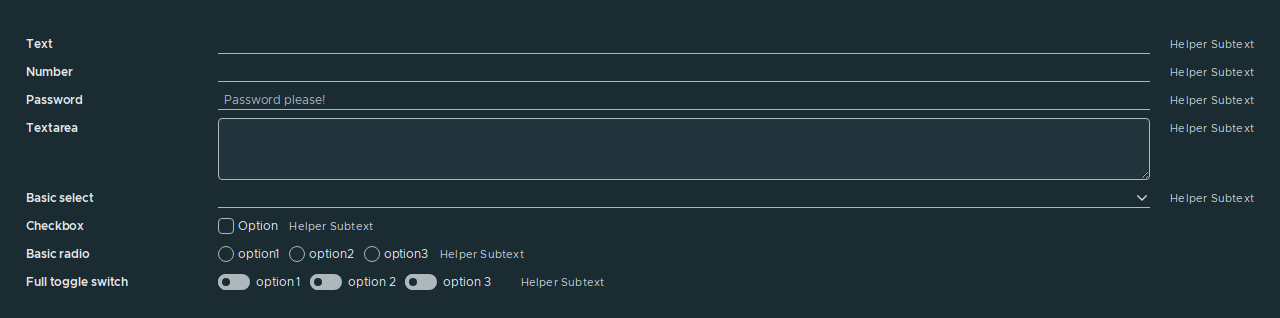 Text Helper Subtext
Number Helper Subtext
Password Password please! Helper Subtext
Textarea Helper Subtext
Basic select Helper Subtext
Checkbox Option Helper Subtext
Basic radio option1 option2 option3 Helper Subtext
Full toggle switch option 1 option 2 option 3 Helper Subtext